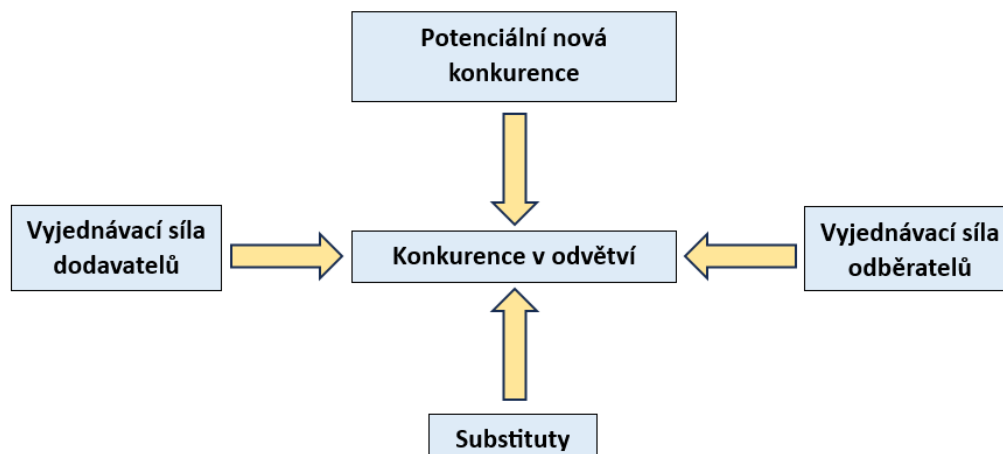 Potenciální nová
konkurence
Vyjednávací síla
dodavatelů
Konkurence v odvětví
Vyjednávací síla
odběratelů
Substituty